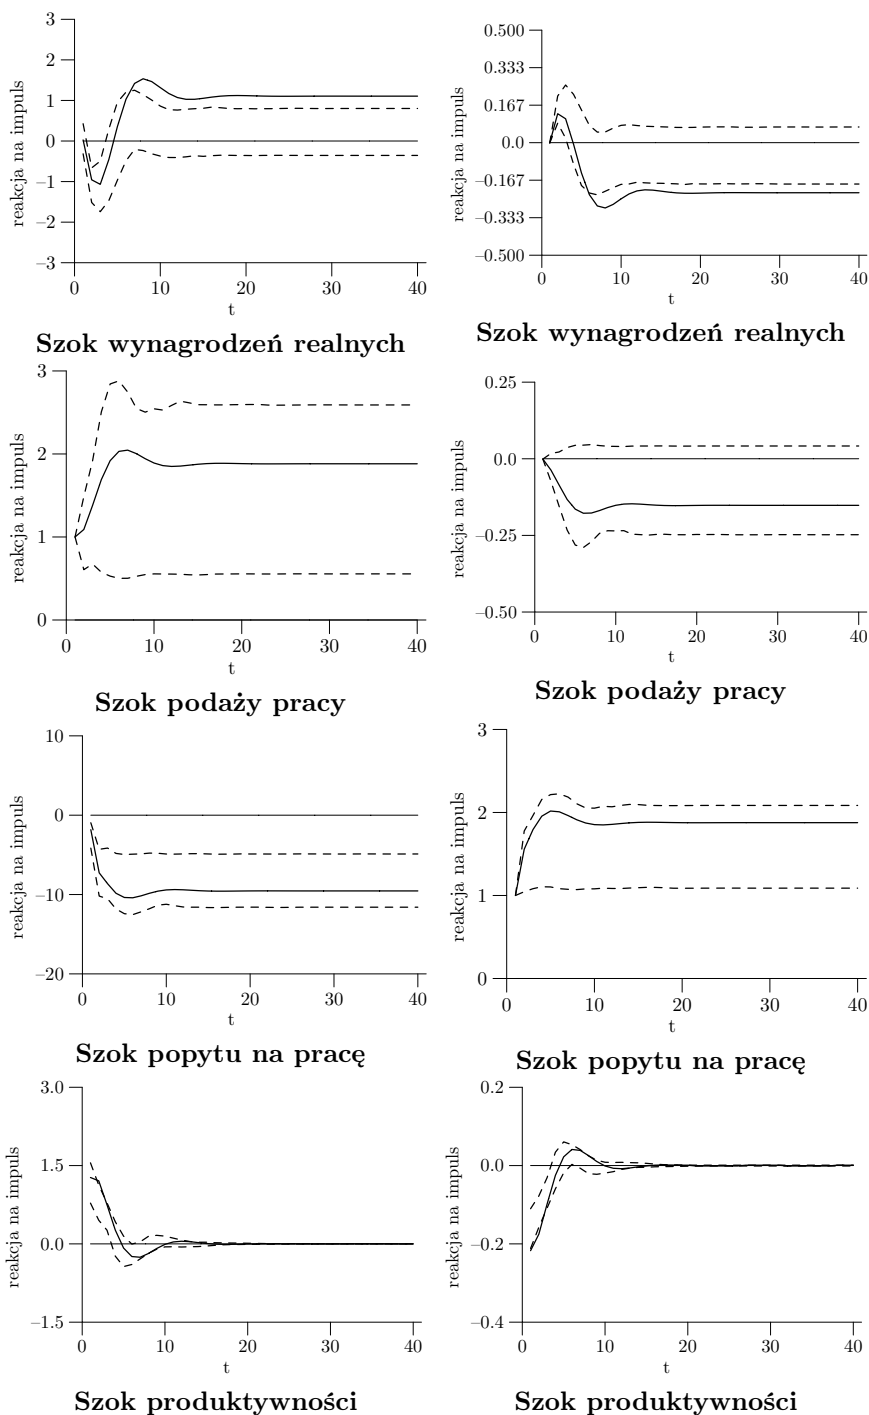 3
2
1
0
–1
–2
–3
reakcja na impuls
0 10 20 30 40
t
Szok wynagrodzeń realnych
0.500
0.333
0.167
0.0
–0.167
–0.333
–0.500
reakcja na impuls
0 10 20 30 40
t
Szok wynagrodzeń realnych
3
2
1
0
reakcja na impuls
0 10 20 30 40
t
Szok podaży pracy
0.25
0.0
–0.25
–0.50
reakcja na impuls
0 10 20 30 40
t
Szok podaży pracy
10
0
–10
–20
reakcja na impuls
0 10 20 30 40
t
Szok popytu na pracę
3
2
1
0
reakcja na impuls
0 10 20 30 40
t
Szok popytu na pracę
3.0
1.5
0.0
–1.5
reakcja na impuls
0 10 20 30 40
t
Szok produktywności
0.2
0.0
–0.2
–0.4
reakcja na impuls
0 10 20 30 40
t
Szok produktywności